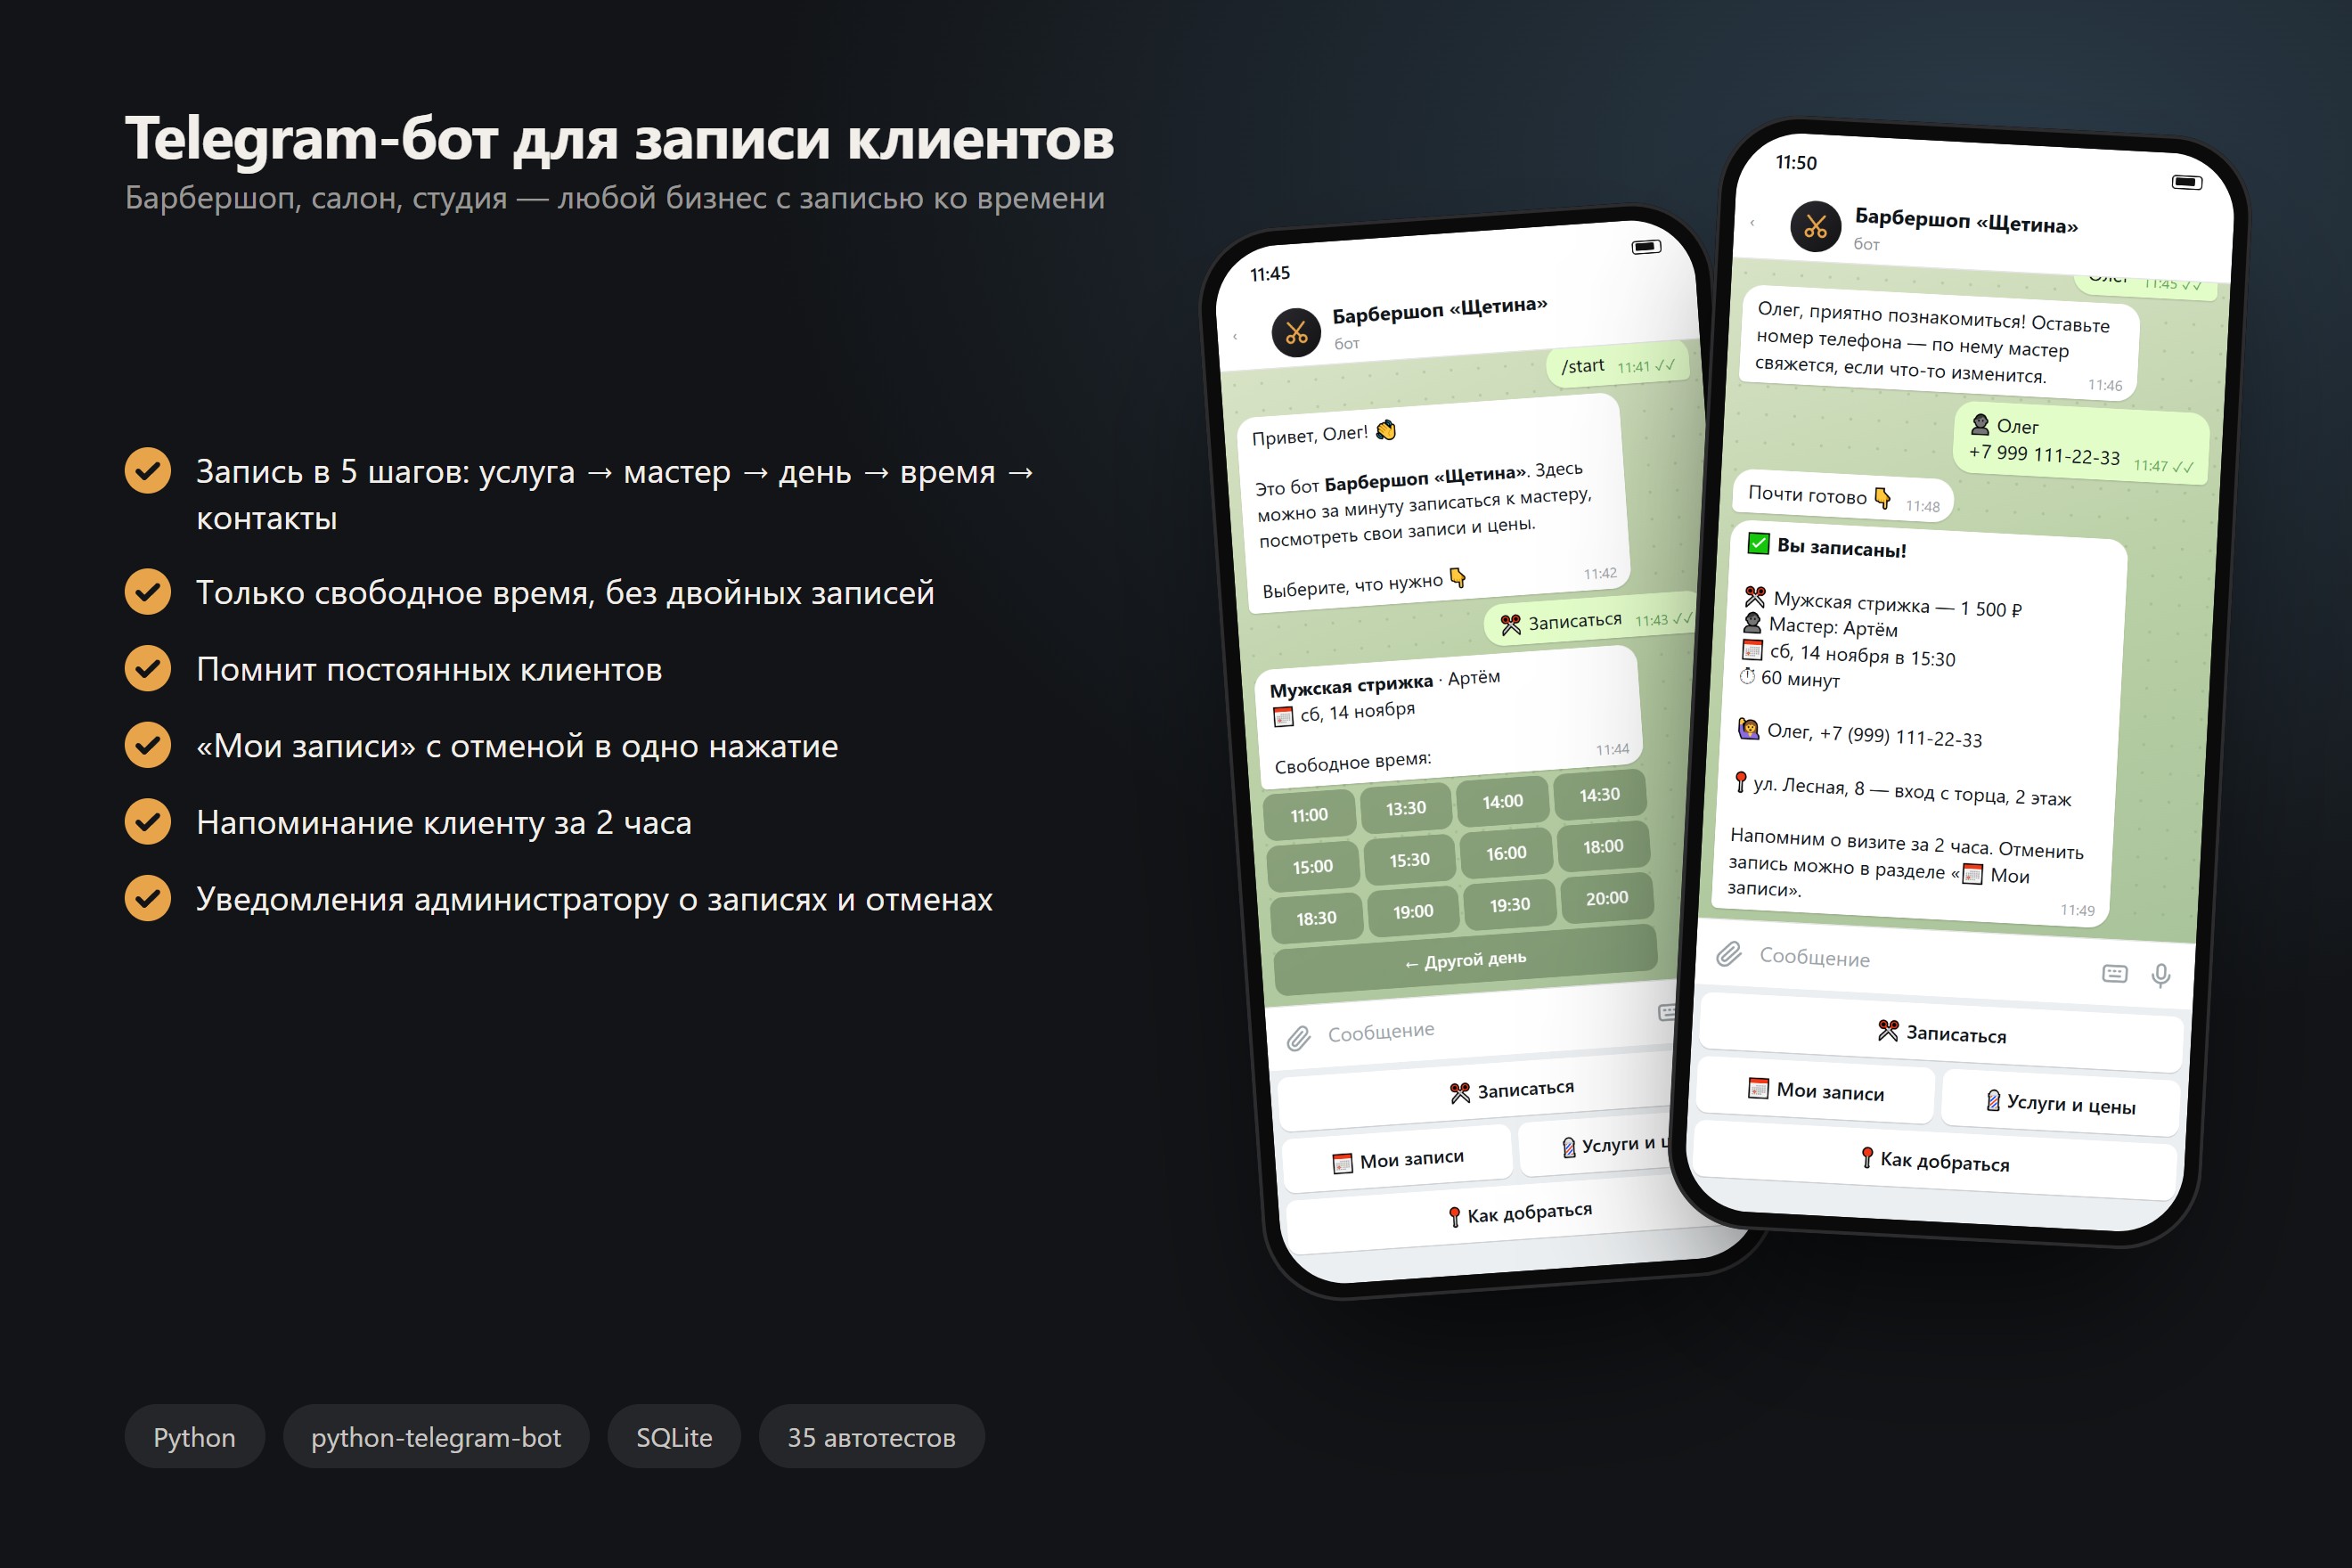 Telegram-бот для записи клиентов
Барбершоп, салон, студия — любой бизнес с записью ко времени
Запись в 5 шагов: услуга → мастер → день → время →
контакты
Только свободное время, без двойных записей
Помнит постоянных клиентов
«Мои записи» с отменой в одно нажатие
Напоминание клиенту за 2 часа
Уведомления администратору о записях и отменах
Python
python-telegram-bot
SQLite
35 автотестов
11:45
Барбершоп «Щетина»
бот
/start 11:41 ✓✓
Привет, Олег! 👋
Это бот Барбершоп «Щетина». Здесь
можно за минуту записаться к мастеру,
посмотреть свои записи и цены.
Выберите, что нужно 👇 11:42
✂ Записаться 11:43 ✓✓
Мужская стрижка · Артём
📅 сб, 14 ноября
Свободное время: 11:44
11:00 13:30 14:00 14:30
15:00 15:30 16:00 18:00
18:30 19:00 19:30 20:00
← Другой день
Сообщение
✂ Записаться
📅 Мои записи
💈 Услуги и ц
📍 Как добраться
11:50
Барбершоп «Щетина»
бот
Олег 11:45 ✓✓
Олег, приятно познакомиться! Оставьте
номер телефона — по нему мастер
свяжется, если что-то изменится. 11:46
👤 Олег
+7 999 111-22-33 11:47 ✓✓
Почти готово 👇 11:48
✅ Вы записаны!
✂ Мужская стрижка — 1 500 ₽
👤 Мастер: Артём
📅 сб, 14 ноября в 15:30
⏱ 60 минут
🙋 Олег, +7 (999) 111-22-33
📍 ул. Лесная, 8 — вход с торца, 2 этаж
Напомним о визите за 2 часа. Отменить
запись можно в разделе «📅 Мои
записи». 11:49
Сообщение
✂ Записаться
📅 Мои записи
💈 Услуги и цены
📍 Как добраться